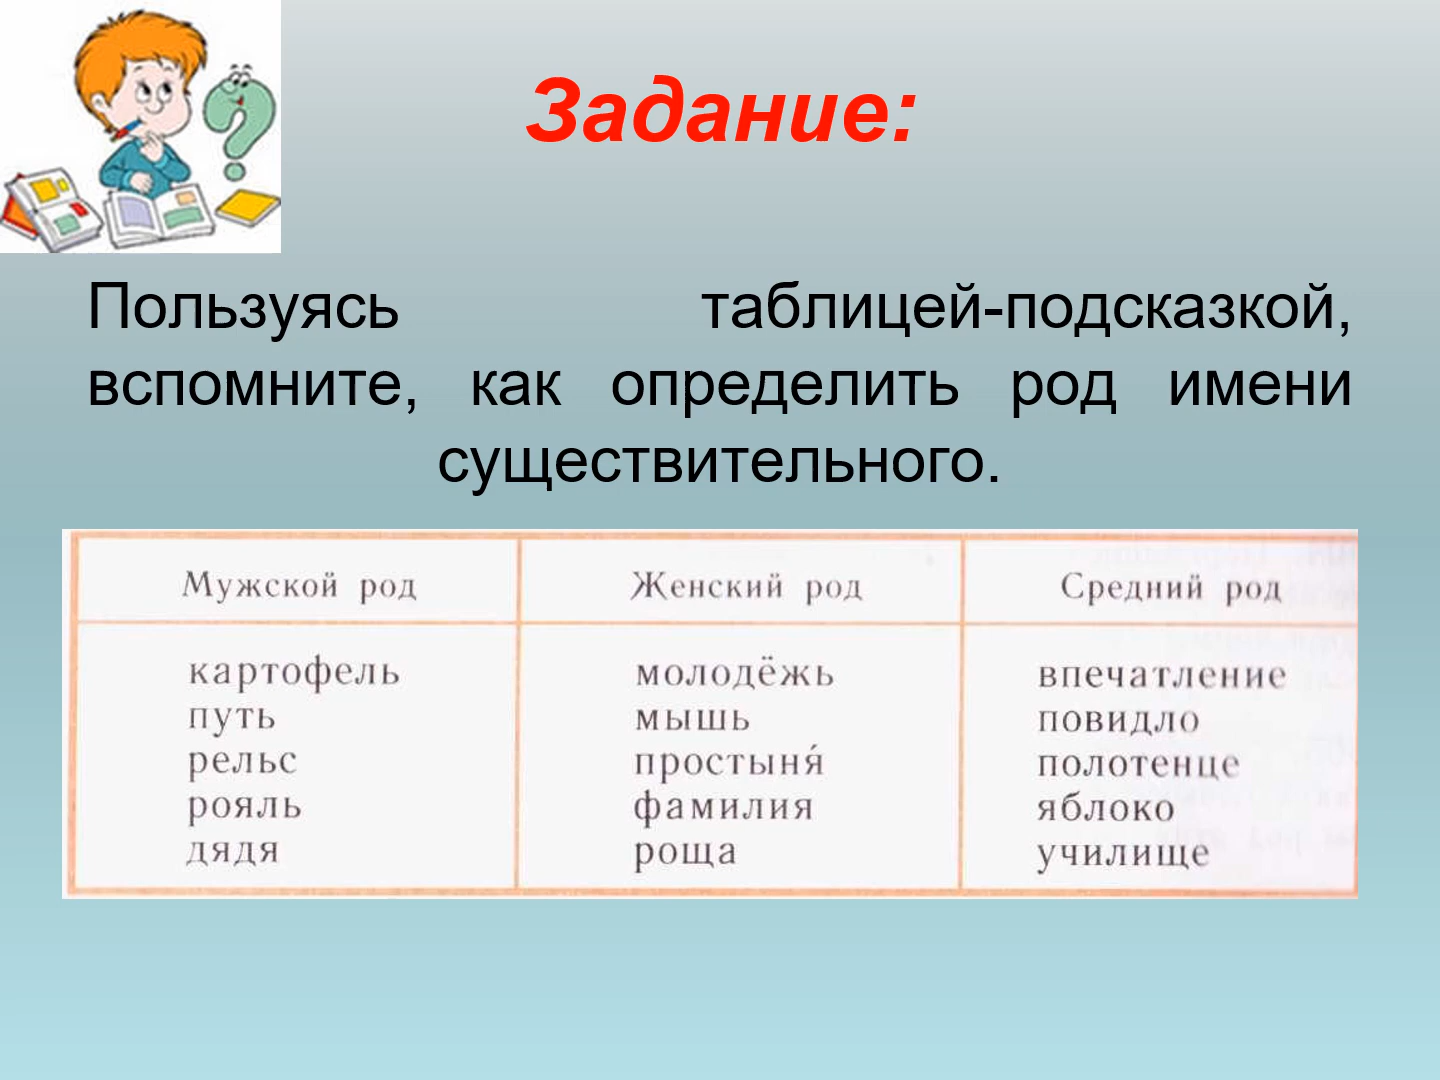 Задание:
Пользуясь таблицей-подсказкой,
вспомните, как определить род имени
существительного.
Мужской род Женский род Средний род
картофель молодёжь впечатление
путь мышь повидло
рельс простыня́ полотенце
рояль фамилия яблоко
дядя роща училище